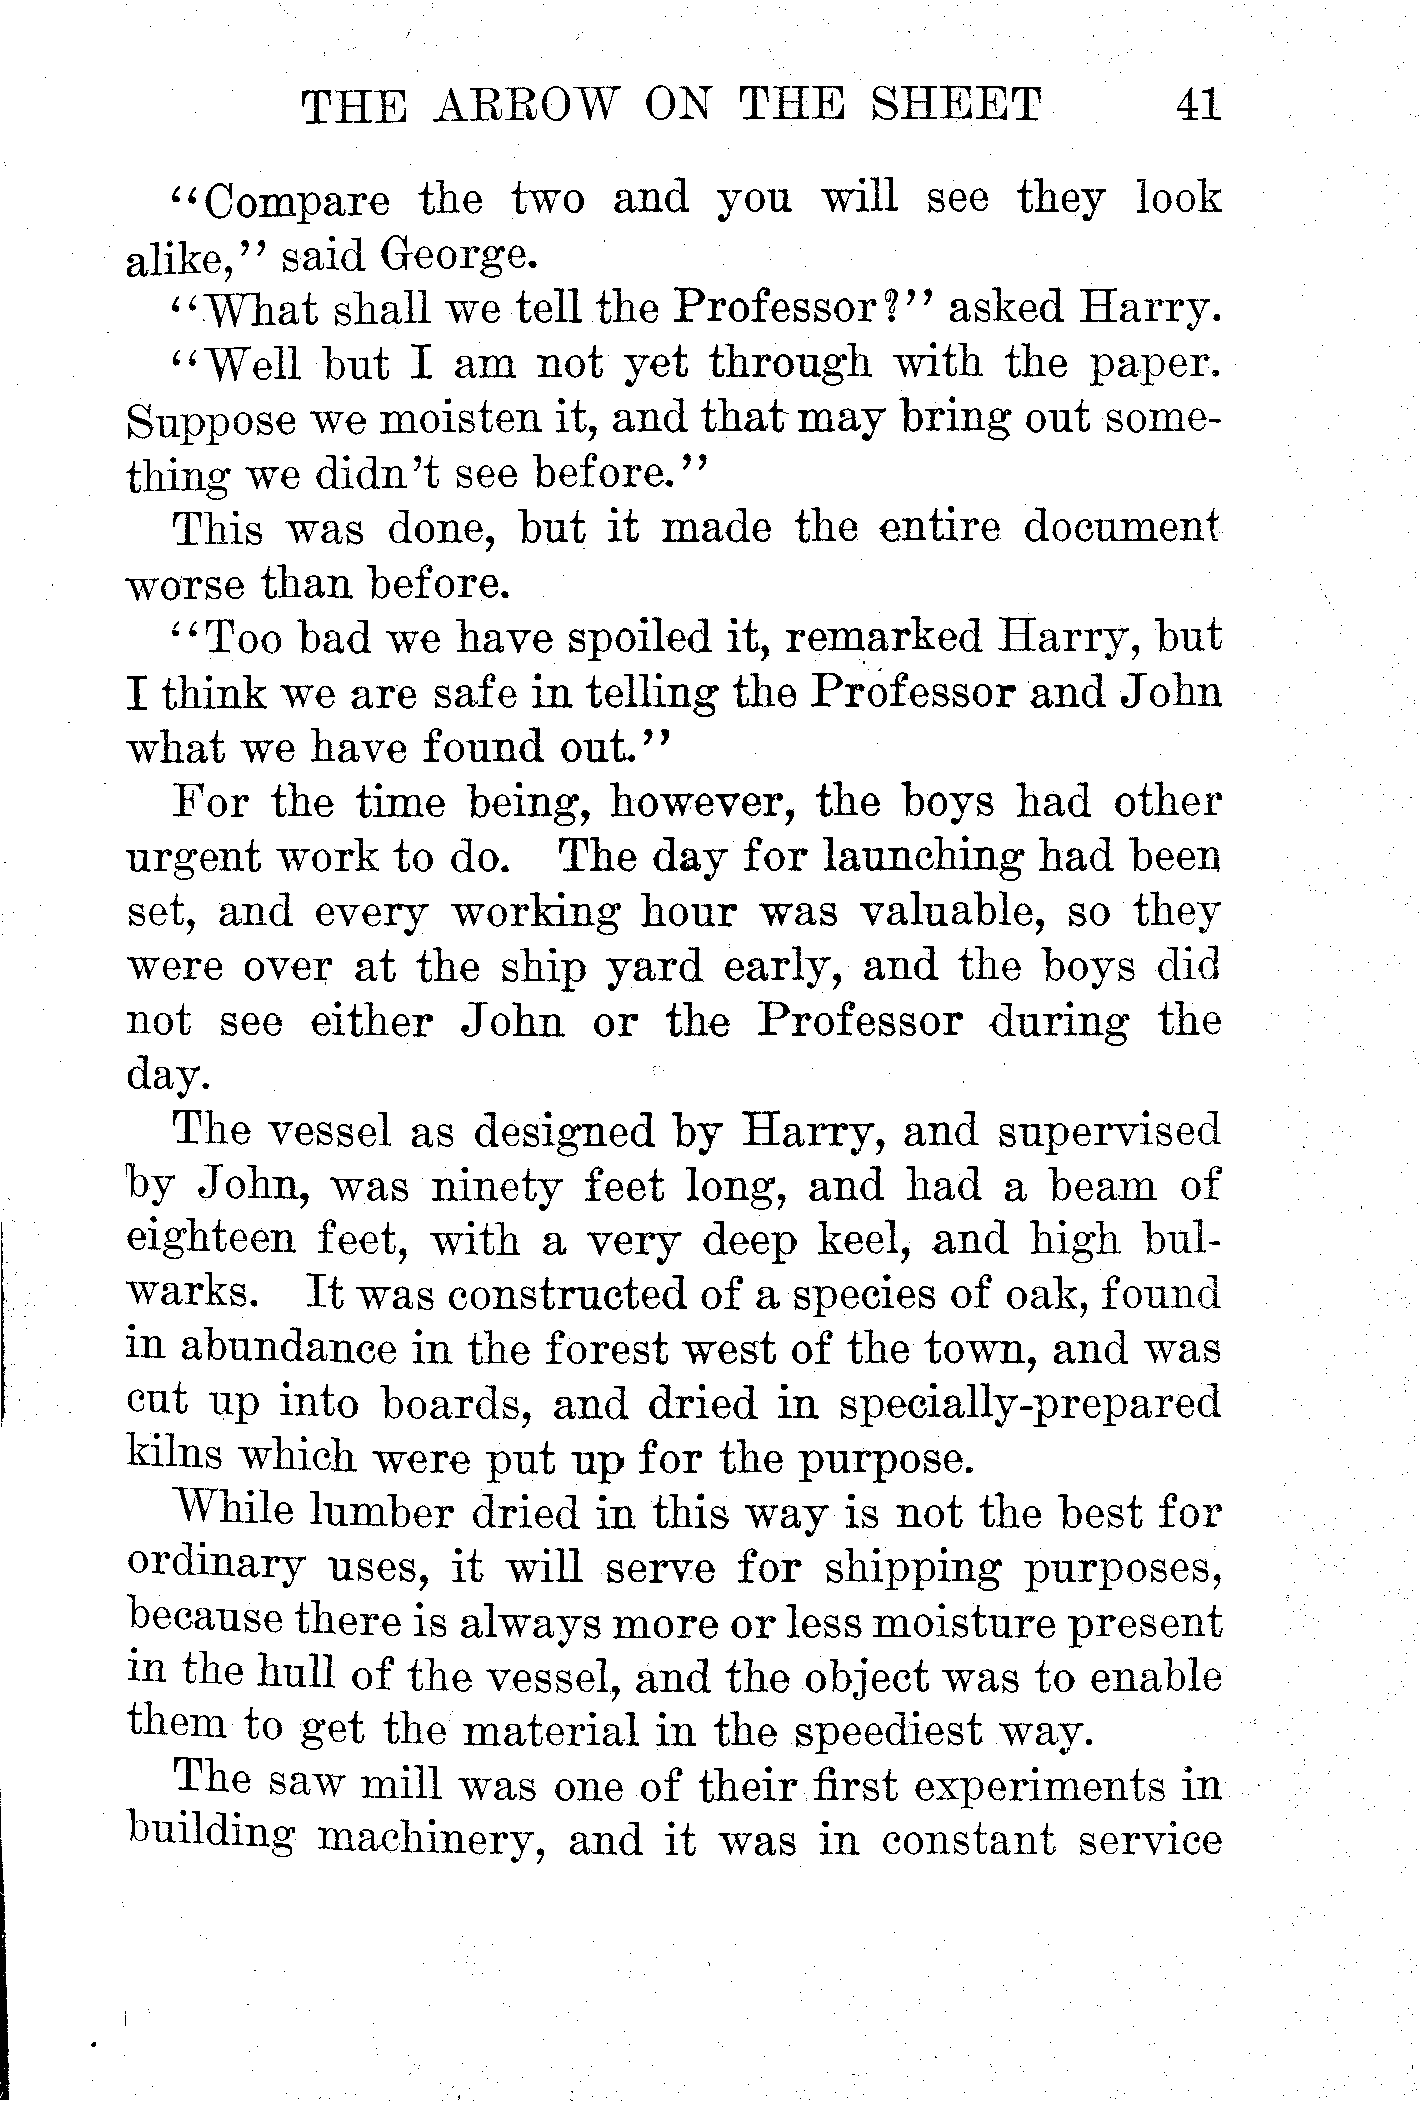 THE ARROW ON THE SHEET 41
“Compare the two and you will see they look
alike,” said George.
“What shall we tell the Professor?” asked Harry.
“Well but I am not yet through with the paper.
Suppose we moisten it, and that may bring out some-
thing we didn’t see before.”
This was done, but it made the entire document
worse than before.
“Too bad we have spoiled it, remarked Harry, but
I think we are safe in telling the Professor and John
what we have found out.”
For the time being, however, the boys had other
urgent work to do. The day for launching had been
set, and every working hour was valuable, so they
were over at the ship yard early, and the boys did
not see either John or the Professor during the
day.
The vessel as designed by Harry, and supervised
by John, was ninety feet long, and had a beam of
eighteen feet, with a very deep keel, and high bul-
warks. It was constructed of a species of oak, found
in abundance in the forest west of the town, and was
cut up into boards, and dried in specially-prepared
kilns which were put up for the purpose.
While lumber dried in this way is not the best for
ordinary uses, it will serve for shipping purposes,
because there is always more or less moisture present
in the hull of the vessel, and the object was to enable
them to get the material in the speediest way.
The saw mill was one of their first experiments in
building machinery, and it was in constant service